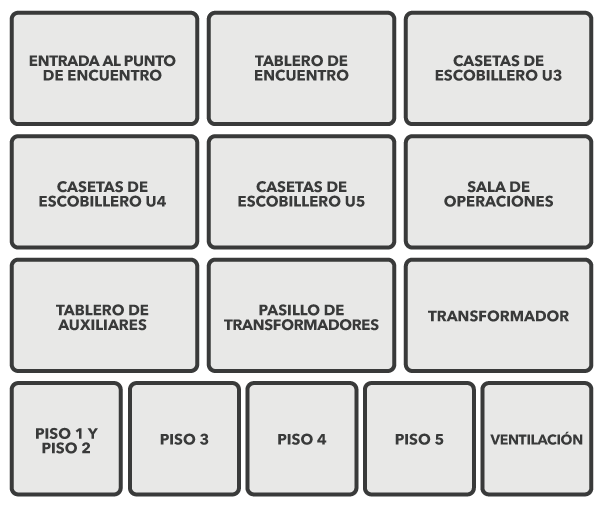 ENTRADA AL PUNTO
DE ENCUENTRO
TABLERO DE
ENCUENTRO
CASETAS DE
ESCOBILLERO U3
CASETAS DE
ESCOBILLERO U4
CASETAS DE
ESCOBILLERO U5
SALA DE
OPERACIONES
TABLERO DE
AUXILIARES
PASILLO DE
TRANSFORMADORES
TRANSFORMADOR
PISO 1 Y
PISO 2
PISO 3
PISO 4
PISO 5
VENTILACIÓN